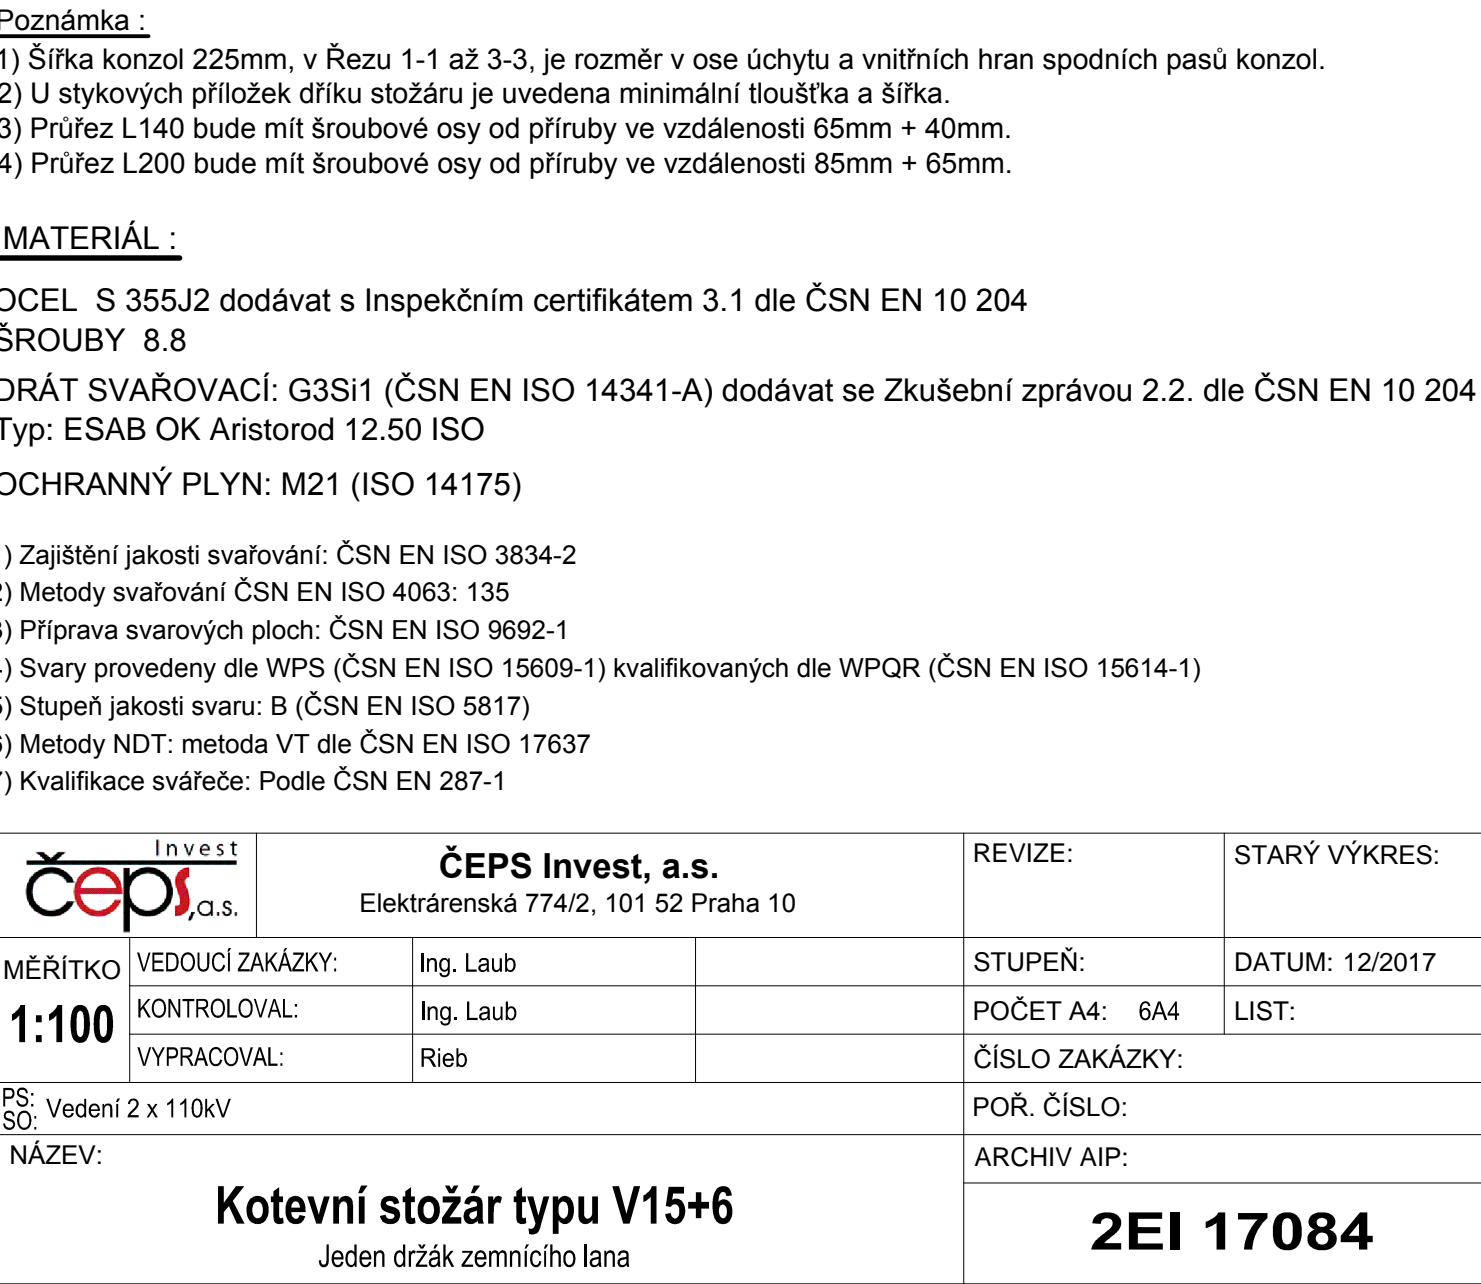 Poznámka :
1) Šířka konzol 225mm, v Řezu 1-1 až 3-3, je rozměr v ose úchytu a vnitřních hran spodních pasů konzol.
2) U stykových příložek dříku stožáru je uvedena minimální tloušťka a šířka.
3) Průřez L140 bude mít šroubové osy od příruby ve vzdálenosti 65mm + 40mm.
4) Průřez L200 bude mít šroubové osy od příruby ve vzdálenosti 85mm + 65mm.
MATERIÁL :
OCEL S 355J2 dodávat s Inspekčním certifikátem 3.1 dle ČSN EN 10 204
ŠROUBY 8.8
DRÁT SVAŘOVACÍ: G3Si1 (ČSN EN ISO 14341-A) dodávat se Zkušební zprávou 2.2. dle ČSN EN 10 204
Typ: ESAB OK Aristorod 12.50 ISO
OCHRANNÝ PLYN: M21 (ISO 14175)
1) Zajištění jakosti svařování: ČSN EN ISO 3834-2
2) Metody svařování ČSN EN ISO 4063: 135
3) Příprava svarových ploch: ČSN EN ISO 9692-1
4) Svary provedeny dle WPS (ČSN EN ISO 15609-1) kvalifikovaných dle WPQR (ČSN EN ISO 15614-1)
5) Stupeň jakosti svaru: B (ČSN EN ISO 5817)
6) Metody NDT: metoda VT dle ČSN EN ISO 17637
7) Kvalifikace svářeče: Podle ČSN EN 287-1
Invest
čeps,a.s.
ČEPS Invest, a.s.
Elektrárenská 774/2, 101 52 Praha 10
REVIZE:
STARÝ VÝKRES:
MĚŘÍTKO
1:100
VEDOUCÍ ZAKÁZKY: Ing. Laub
STUPEŇ:
DATUM: 12/2017
KONTROLOVAL: Ing. Laub
POČET A4: 6A4
LIST:
VYPRACOVAL: Rieb
ČÍSLO ZAKÁZKY:
PS:
SO: Vedení 2 x 110kV
POŘ. ČÍSLO:
NÁZEV:
ARCHIV AIP:
Kotevní stožár typu V15+6
Jeden držák zemnícího lana
2EI 17084